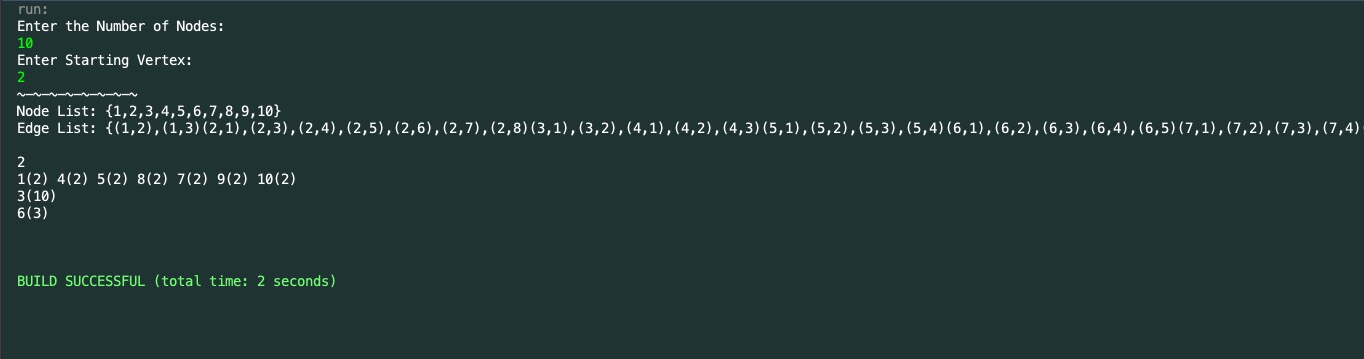 run:
Enter the Number of Nodes:
10
Enter Starting Vertex:
2
~~~~~~~~~~~~~~~
Node List: {1,2,3,4,5,6,7,8,9,10}
Edge List: {(1,2),(1,3)(2,1),(2,3),(2,4),(2,5),(2,6),(2,7),(2,8)(3,1),(3,2),(4,1),(4,2),(4,3)(5,1),(5,2),(5,3),(5,4)(6,1),(6,2),(6,3),(6,4),(6,5)(7,1),(7,2),(7,3),(7,4)
2
1(2) 4(2) 5(2) 8(2) 7(2) 9(2) 10(2)
3(10)
6(3)
BUILD SUCCESSFUL (total time: 2 seconds)